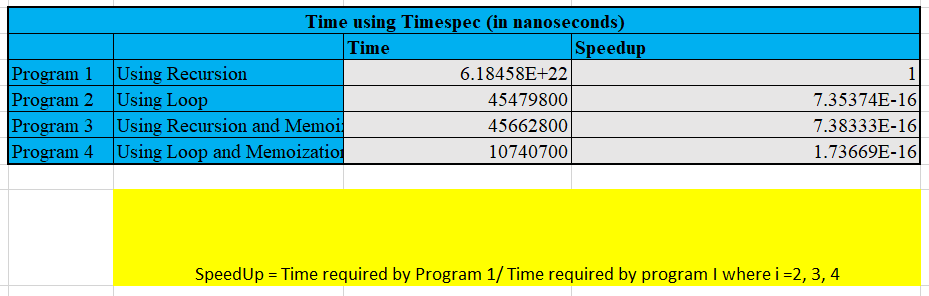 Time using Timespec (in nanoseconds)
Time Speedup
Program 1 Using Recursion 6.18458E+22 1
Program 2 Using Loop 45479800 7.35374E-16
Program 3 Using Recursion and Memoi 45662800 7.38333E-16
Program 4 Using Loop and Memoization 10740700 1.73669E-16
SpeedUp = Time required by Program 1/ Time required by program I where i =2, 3, 4